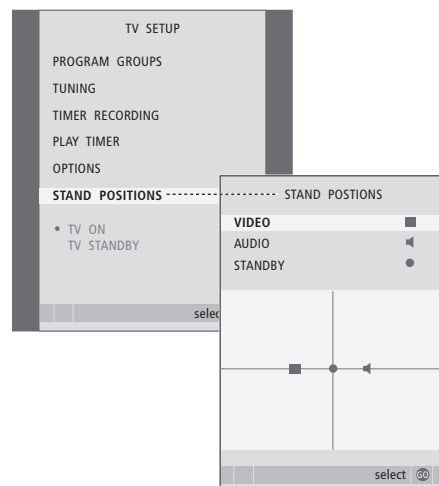 TV SETUP
PROGRAM GROUPS
TUNING
TIMER RECORDING
PLAY TIMER
OPTIONS
STAND POSITIONS
• TV ON
TV STANDBY
selec
STAND POSTIONS
VIDEO
AUDIO
STANDBY
select GO